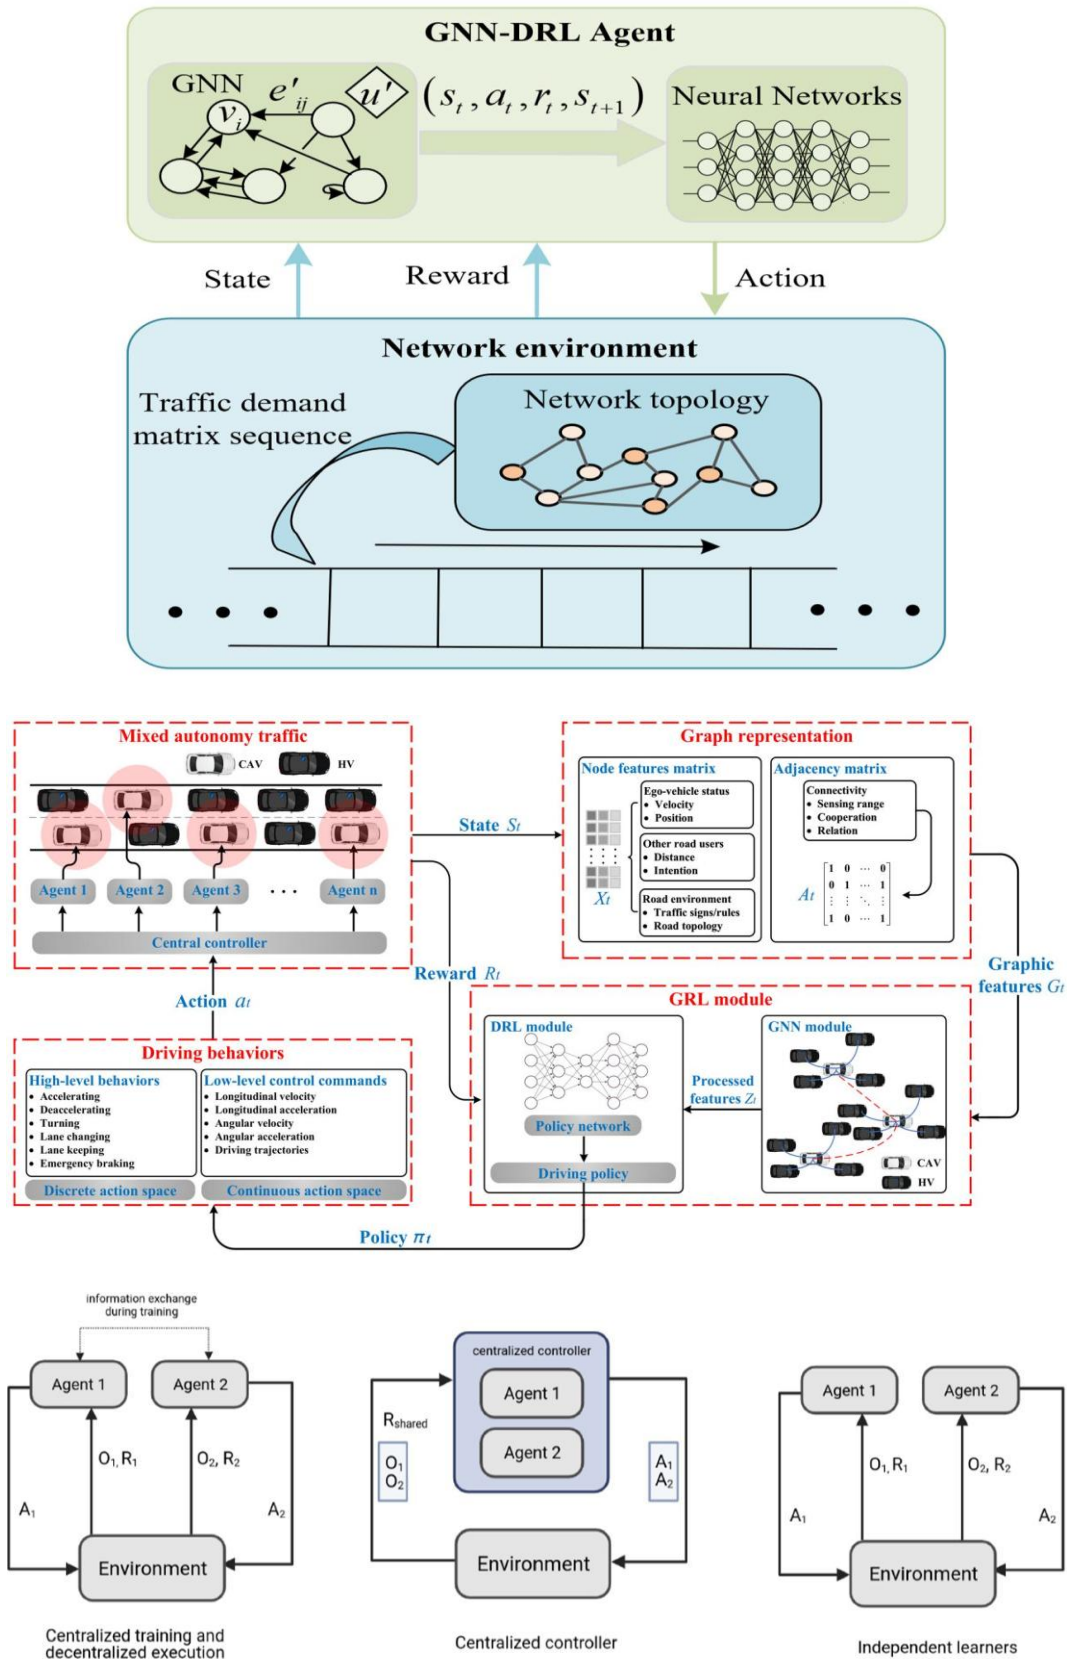 GNN-DRL Agent
GNN
e'ij
u'
(st, at, rt, st+1)
Neural Networks
vi
State
Reward
Action
Network environment
Traffic demand
matrix sequence
Network topology
Mixed autonomy traffic
CAV
HV
Agent 1
Agent 2
Agent 3
Agent n
Central controller
State St
Graph representation
Node features matrix
Ego-vehicle status
Velocity
Position
Other road users
Distance
Intention
Road environment
Traffic signs/rules
Road topology
Xt
Adjacency matrix
Connectivity
Sensing range
Cooperation
Relation
At
1 0 ⋯ 0
0 1 ⋯ 1
⋮ ⋮ ⋱ ⋮
1 0 ⋯ 1
Reward Rt
Graphic
features Gt
Action at
Driving behaviors
High-level behaviors
Accelerating
Deaccelerating
Turning
Lane changing
Lane keeping
Emergency braking
Discrete action space
Low-level control commands
Longitudinal velocity
Longitudinal acceleration
Angular velocity
Angular acceleration
Driving trajectories
Continuous action space
GRL module
DRL module
Policy network
Driving policy
Processed
features Zt
GNN module
CAV
HV
Policy πt
information exchange
during training
Agent 1
Agent 2
O1, R1
O2, R2
A1
A2
Environment
Centralized training and
decentralized execution
centralized controller
Agent 1
Agent 2
Rshared
O1
O2
A1
A2
Environment
Centralized controller
Agent 1
Agent 2
O1, R1
O2, R2
A1
A2
Environment
Independent learners